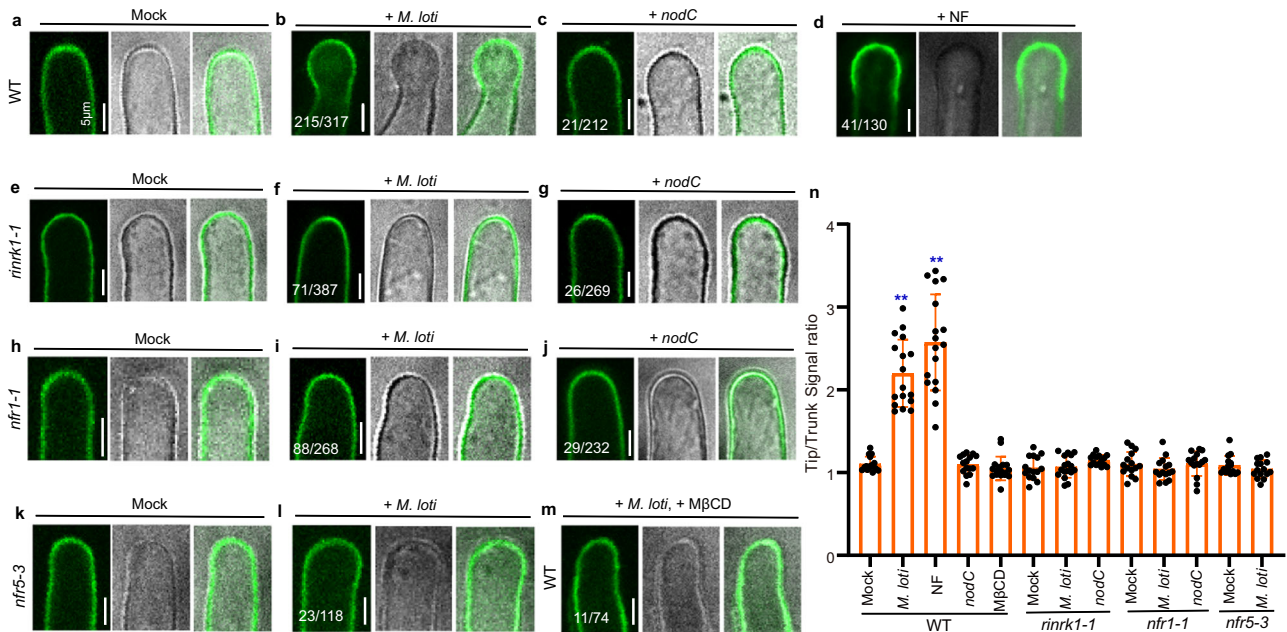 a Mock
b + M. loti
c + nodC
d + NF
WT
5μm
215/317
21/212
41/130
e Mock
f + M. loti
g + nodC
rinrk1-1
71/387
26/269
h Mock
i + M. loti
j + nodC
nfr1-1
88/268
29/232
k Mock
l + M. loti
m + M. loti, + MβCD
nfr5-3
WT
23/118
11/74
n
Tip/Trunk Signal ratio
4
3
2
1
0
**
**
Mock
M. loti
NF
nodC
MβCD
Mock
M. loti
nodC
Mock
M. loti
nodC
Mock
M. loti
WT
rinrk1-1
nfr1-1
nfr5-3